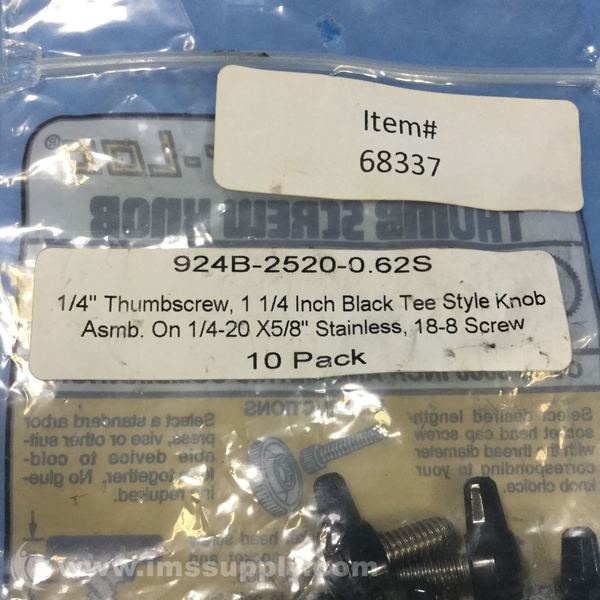 Item#
68337
THUMB SCREW KNOB
924B-2520-0.62S
1/4" Thumbscrew, 1 1/4 Inch Black Tee Style Knob
Asmb. On 1/4-20 X5/8" Stainless, 18-8 Screw
10 Pack
Select desired length
socket head cap screw
with the thread diameter
corresponding to your
knob choice.
Select a standard arbor
press, vise or other suit-
able device to cold-
together. No glue-
ing required.
© www.imssupply.com